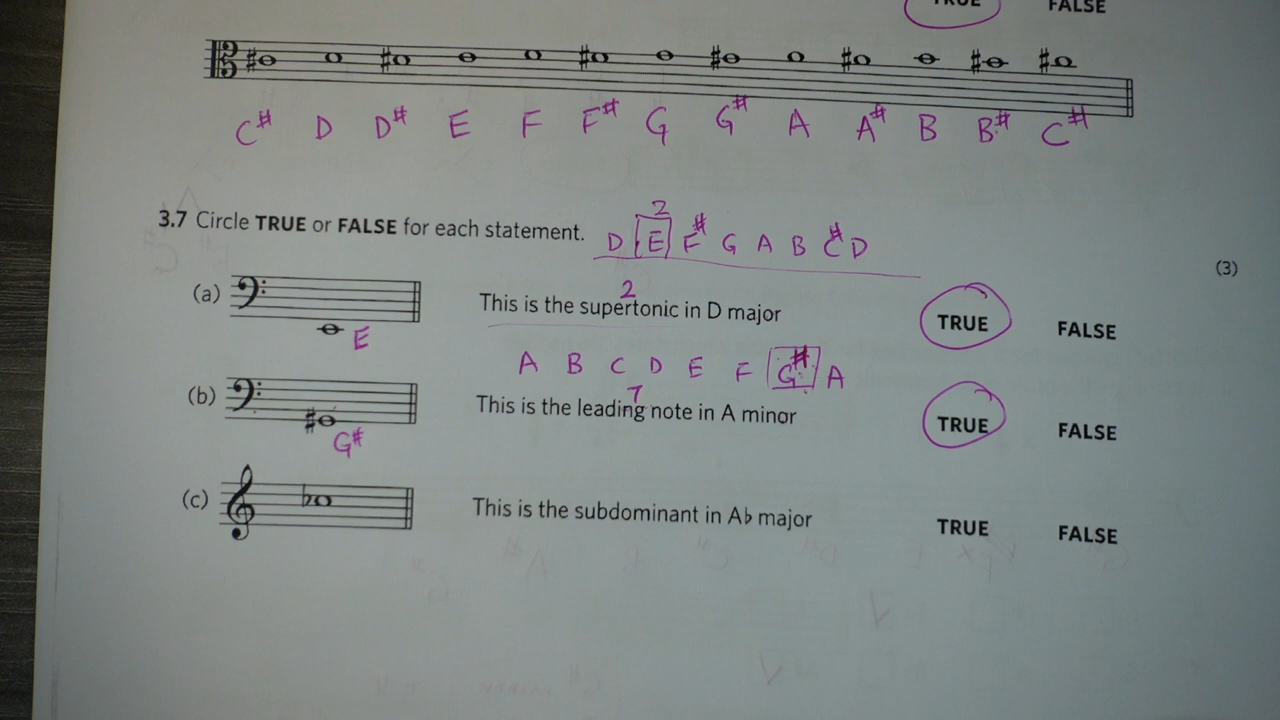 TRUE FALSE
C# D D# E F F# G G# A A# B B# C#
3.7 Circle TRUE or FALSE for each statement.
2
D E F# G A B C# D
(3)
2
(a) This is the supertonic in D major TRUE FALSE
E
A B C D E F G# A
7
(b) This is the leading note in A minor TRUE FALSE
G#
(c) This is the subdominant in A♭ major TRUE FALSE